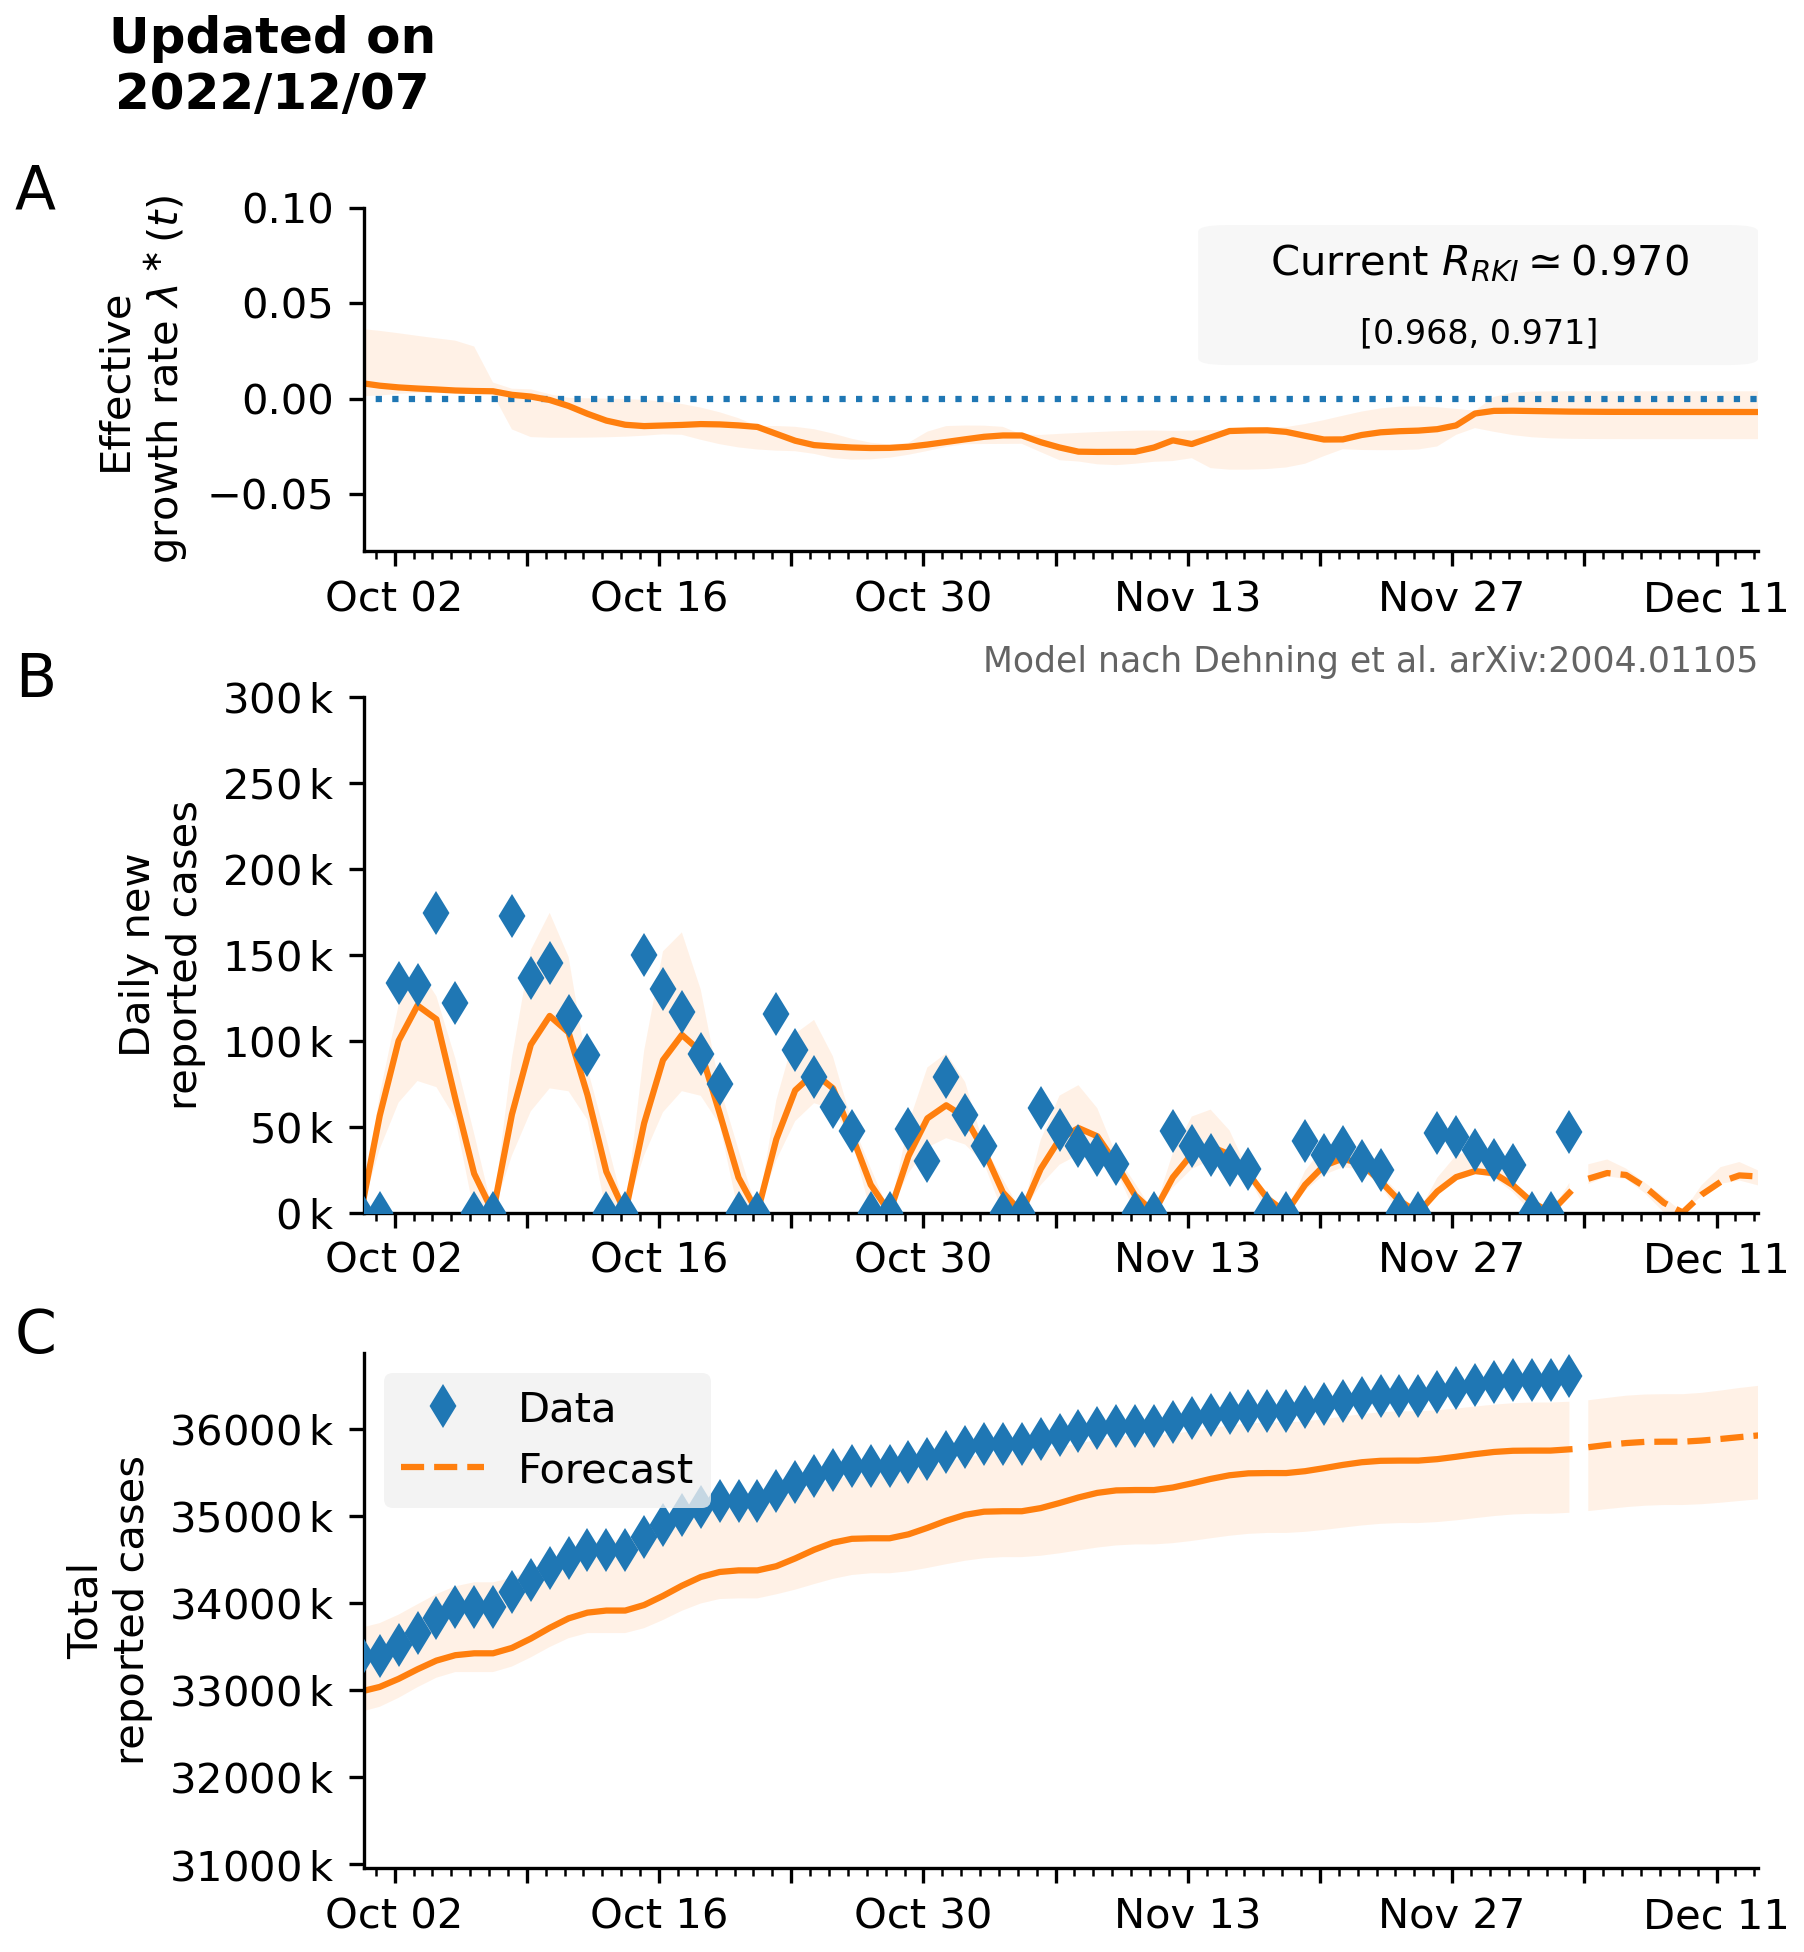 Updated on
2022/12/07
A
Effective
growth rate λ * (t)
0.10
0.05
0.00
−0.05
Current R_RKI ≃ 0.970
[0.968, 0.971]
Oct 02 Oct 16 Oct 30 Nov 13 Nov 27 Dec 11
Model nach Dehning et al. arXiv:2004.01105
B
Daily new
reported cases
300 k
250 k
200 k
150 k
100 k
50 k
0 k
Oct 02 Oct 16 Oct 30 Nov 13 Nov 27 Dec 11
C
Total
reported cases
Data
Forecast
36000 k
35000 k
34000 k
33000 k
32000 k
31000 k
Oct 02 Oct 16 Oct 30 Nov 13 Nov 27 Dec 11